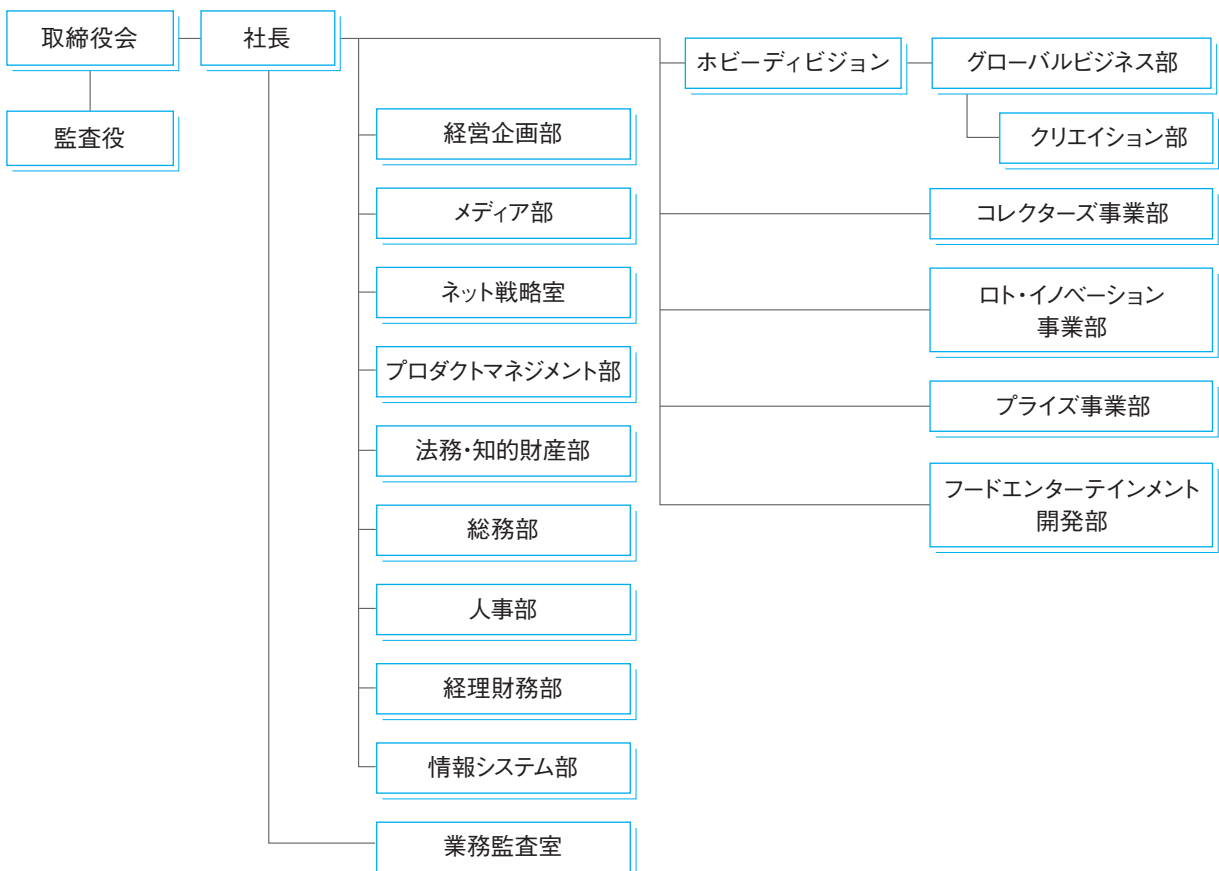 取締役会
社長
監査役
経営企画部
メディア部
ネット戦略室
プロダクトマネジメント部
法務・知的財産部
総務部
人事部
経理財務部
情報システム部
業務監査室
ホビーディビジョン
グローバルビジネス部
クリエイション部
コレクターズ事業部
ロト・イノベーション
事業部
プライズ事業部
フードエンターテインメント
開発部